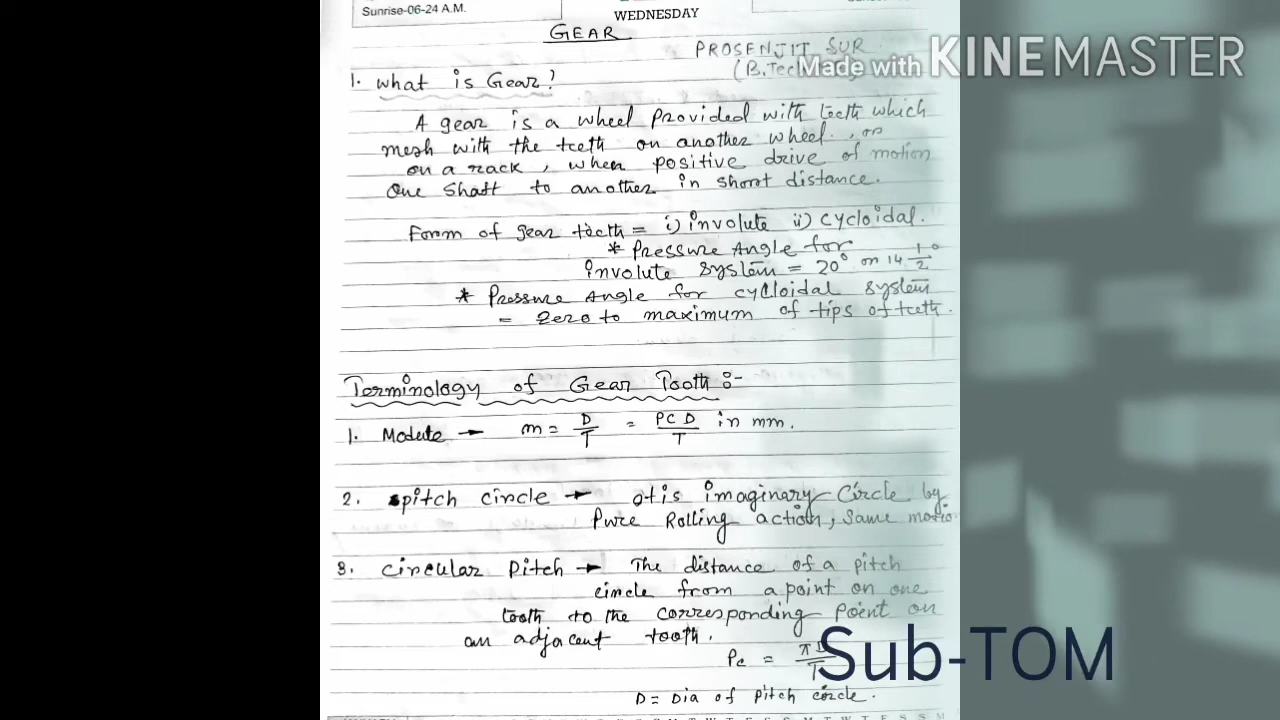 Sunrise-06-24 A.M.
WEDNESDAY
GEAR
PROSENJIT SUR
(B.Tec
Made with KINEMASTER
1. What is Gear?
A gear is a wheel Provided with teeth which
mesh with the teeth on another wheel, or
on a rack, when positive drive of motion
One Shaft to another in short distance.
Form of gear teeth = i) involute ii) cycloidal.
* Pressure Angle for
involute system = 20° or 14 1/2°
* Pressure Angle for cycloidal system
= zero to maximum of tips of teeth.
Terminology of Gear Tooth :-
1. Module → m = D/T = PCD/T in mm.
2. pitch circle → It is imaginary Circle by
Pure Rolling action, same motio
3. Circular Pitch → The distance of a pitch
circle from a point on one
tooth to the corresponding point on
an adjacent tooth.
Pc = πD/T
Sub-TOM
D = Dia of pitch circle.